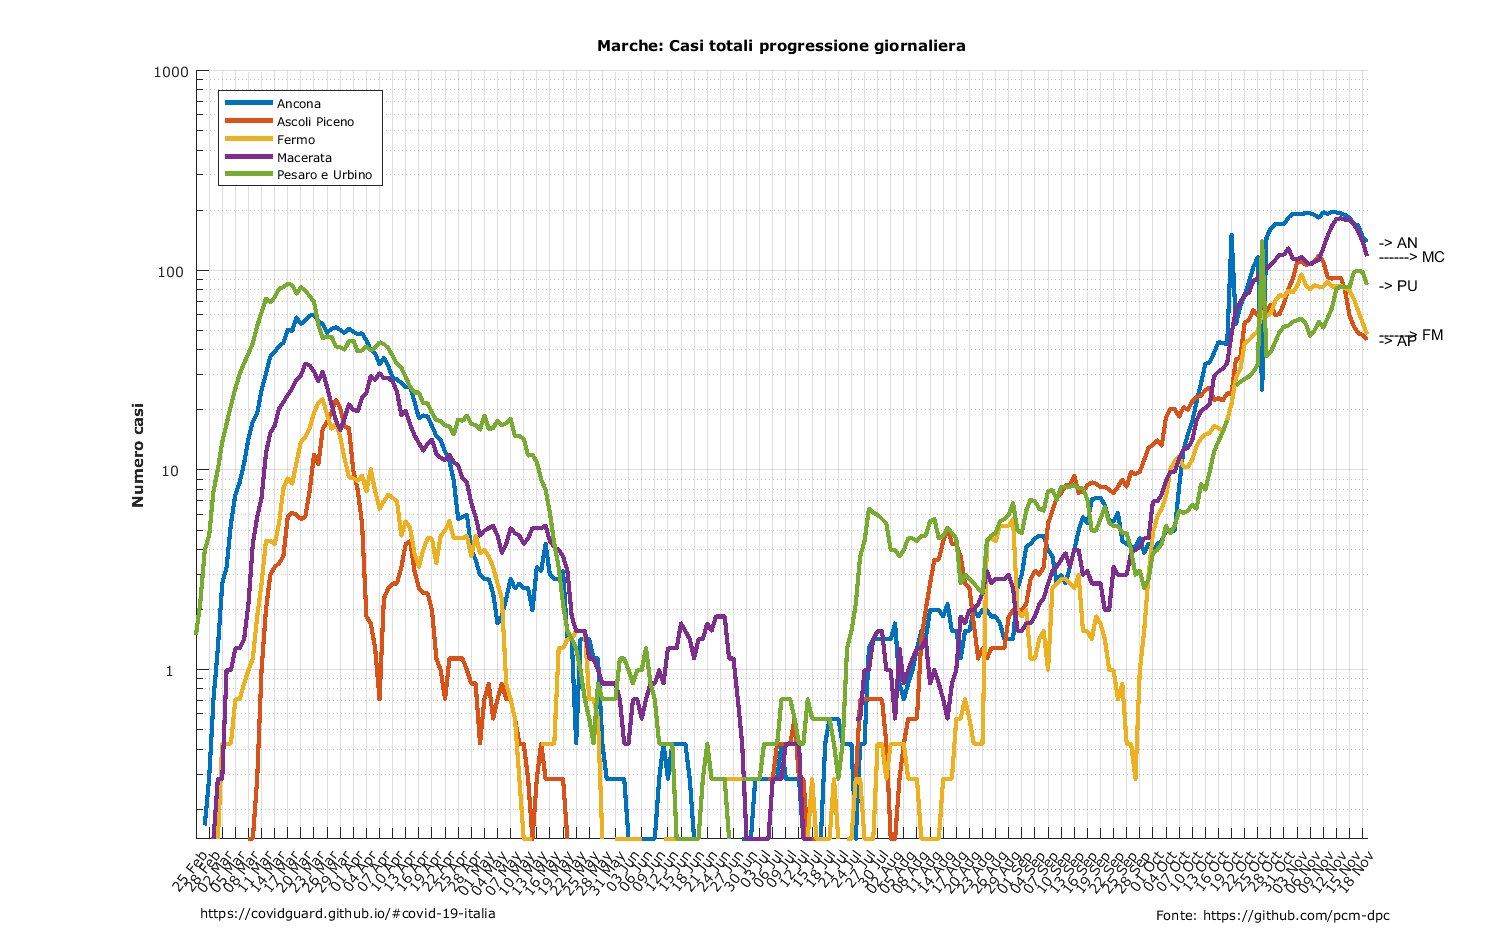 Marche: Casi totali progressione giornaliera
1000
100
10
1
Numero casi
Ancona
Ascoli Piceno
Fermo
Macerata
Pesaro e Urbino
-> AN
------> MC
-> PU
------> FM
-> AP
25 Feb
28 Feb
02 Mar
05 Mar
08 Mar
11 Mar
14 Mar
17 Mar
20 Mar
23 Mar
26 Mar
29 Mar
01 Apr
04 Apr
07 Apr
10 Apr
13 Apr
16 Apr
19 Apr
22 Apr
25 Apr
28 Apr
01 May
04 May
07 May
10 May
13 May
16 May
19 May
22 May
25 May
28 May
31 May
03 Jun
06 Jun
09 Jun
12 Jun
15 Jun
18 Jun
21 Jun
24 Jun
27 Jun
30 Jun
03 Jul
06 Jul
09 Jul
12 Jul
15 Jul
18 Jul
21 Jul
24 Jul
27 Jul
30 Jul
02 Aug
05 Aug
08 Aug
11 Aug
14 Aug
17 Aug
20 Aug
23 Aug
26 Aug
29 Aug
01 Sep
04 Sep
07 Sep
10 Sep
13 Sep
16 Sep
19 Sep
22 Sep
25 Sep
28 Sep
01 Oct
04 Oct
07 Oct
10 Oct
13 Oct
16 Oct
19 Oct
22 Oct
25 Oct
28 Oct
31 Oct
03 Nov
06 Nov
09 Nov
12 Nov
15 Nov
18 Nov
https://covidguard.github.io/#covid-19-italia
Fonte: https://github.com/pcm-dpc